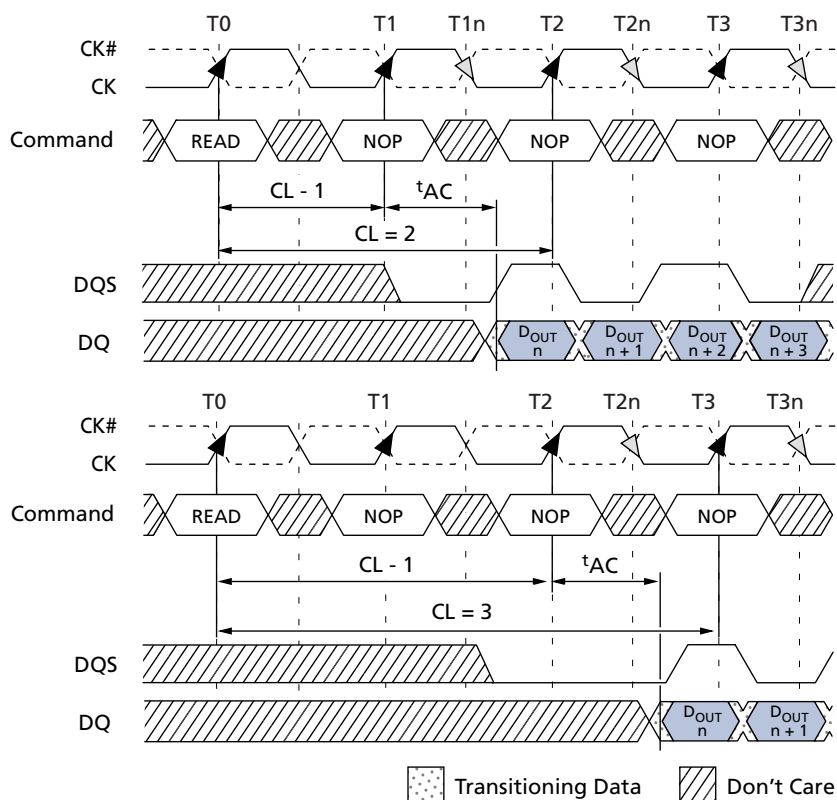 T0 T1 T1n T2 T2n T3 T3n
CK#
CK
Command READ NOP NOP NOP
CL - 1 tAC
CL = 2
DQS
DQ DOUT n DOUT n + 1 DOUT n + 2 DOUT n + 3
T0 T1 T2 T2n T3 T3n
CK#
CK
Command READ NOP NOP NOP
CL - 1 tAC
CL = 3
DQS
DQ DOUT n DOUT n + 1
Transitioning Data Don't Care